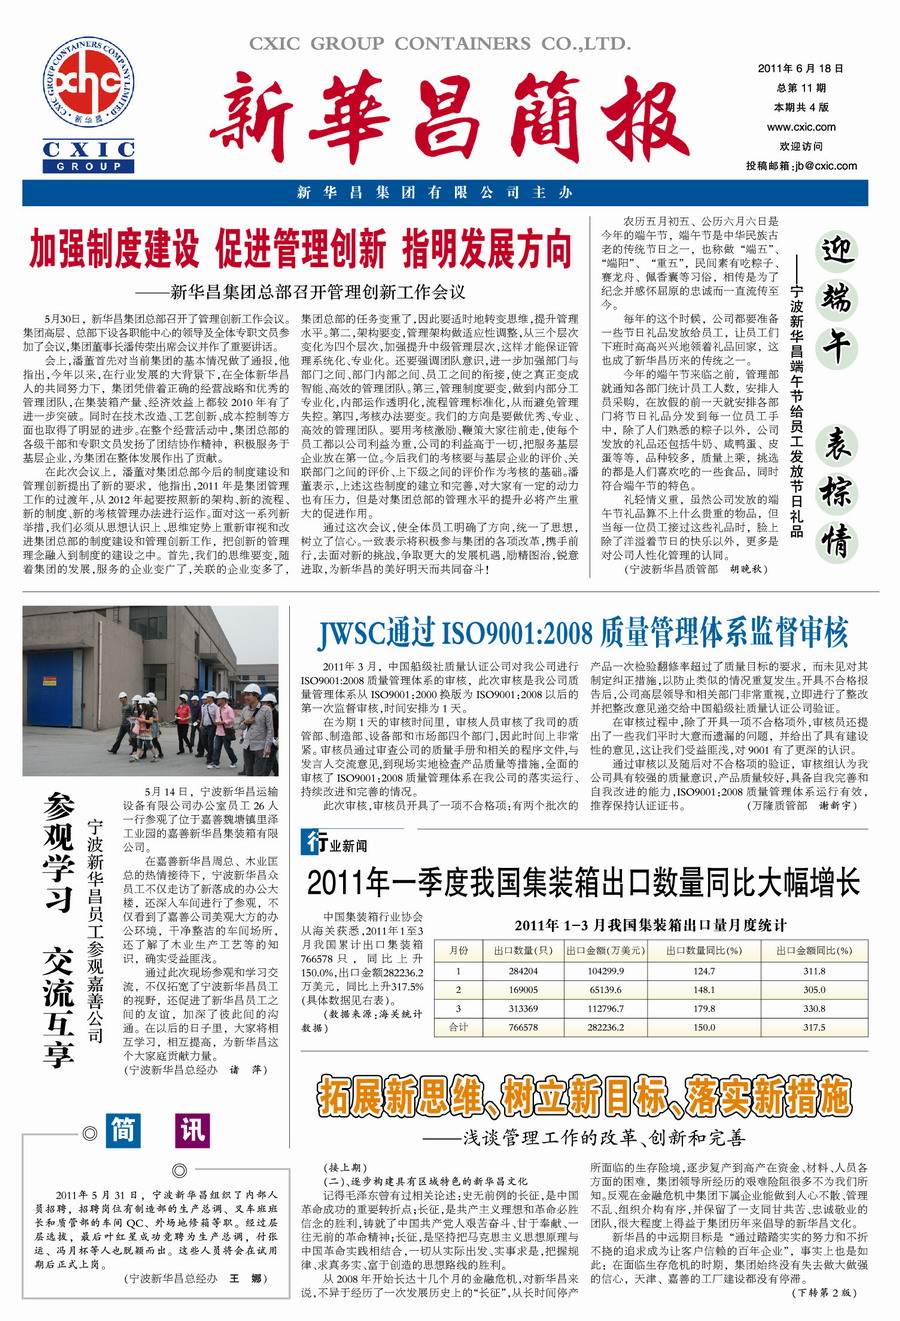 CXIC GROUP CONTAINERS CO.,LTD.
CXIC GROUP CONTAINERS COMPANY LIMITED
xhc
·新华昌·
CXIC
GROUP
新華昌簡报
2011年6月18日
总第11期
本期共4版
www.cxic.com
欢迎访问
投稿邮箱:jb@cxic.com
新华昌集团有限公司主办
加强制度建设 促进管理创新 指明发展方向
——新华昌集团总部召开管理创新工作会议
5月30日，新华昌集团召开了管理创新工作会议。
集团高层、总部下设各职能中心的领导及全体专职文员参
加了会议,集团董事长潘传荣出席会议并作了重要讲话。
会上,潘董首先对当前集团的基本情况做了通报,他
指出,今年以来,在行业发展的大背景下,在全体新华昌
人的共同努力下，集团凭借着正确的经营战略和优秀的
管理团队,在集装箱产量、经济效益上都较2010年有了
进一步突破。同时在技术改造、工艺创新、成本控制等方
面也取得了明显的进步。在整个经营活动中,集团总部的
各级干部和专职文员发扬了团结协作精神，积极服务于
基层企业,为集团在整体发展作出了贡献。
在此次会议上，潘董对集团总部今后的制度建设和
管理创新提出了新的要求，他指出,2011年是集团管理
工作的过渡年,从2012年起要按照新的架构、新的流程、
新的制度、新的考核管理办法进行运作。面对这一系列新
举措,我们必须从思想认识上、思维定势上重新审视和改
进集团总部的制度建设和管理创新工作，把创新的管理
理念融入到制度的建设之中。首先,我们的思维要变,随
着集团的发展,服务的企业变广了,关联的企业变多了，
集团总部的任务变重了,因此要适时地转变思维,提升管理
水平。第二,架构要变,管理架构做适应性调整,从三个层次
变化为四个层次,加强提升中级管理层次,这样才能保证管
理系统化、专业化。还要强调团队意识,进一步加强部门与
部门之间、部门内部之间、员工之间的衔接,使之真正变成
智能、高效的管理团队。第三,管理制度要变,做到内部分工
专业化,内部运作透明化,流程管理标准化,从而避免管理
失控。第四,考核办法要变。我们的方向是要做优秀、专业、
高效的管理团队。要用考核激励、鞭策大家往前走,使每个
员工都以公司利益为重,公司的利益高于一切,把服务基层
企业放在第一位。今后我们的考核要与基层企业的评价、关
联部门之间的评价、上下级之间的评价作为考核的基础。潘
董表示,上述这些制度的建立和完善,对大家有一定的动力
也有压力，但是对集团总部的管理水平的提升必将产生重
大的促进作用。
通过这次会议,使全体员工明确了方向,统一了思想,
树立了信心。一致表示将积极参与集团的各项改革,携手前
行,去面对新的挑战,争取更大的发展机遇,励精图治,锐意
进取,为新华昌的美好明天而共同奋斗!
农历五月初五、公历六月六日是
今年的端午节，端午节是中华民族古
老的传统节日之一，也称做“端五”、
“端阳”、“重五”，民间素有吃粽子、
赛龙舟、佩香囊等习俗，相传是为了
纪念并感怀屈原的忠诚而一直流传至
今。
每年的这个时候，公司都要准备
一些节日礼品发放给员工，让员工们
下班时高高兴兴地领着礼品回家，这
也成了新华昌历来的传统之一。
今年的端午节来临之前，管理部
就通知各部门统计员工人数，安排人
员采购，在放假的前一天就安排各部
门将节日礼品分发到每一位员工手
中，除了人们熟悉的粽子以外，公司
发放的礼品还包括牛奶、咸鸭蛋、皮
蛋等等，品种较多，质量上乘，挑选
的都是人们喜欢吃的一些食品，同时
符合端午节的特色。
礼轻情义重，虽然公司发放的端
午节礼品算不上什么贵重的物品，但
当每一位员工接过这些礼品时，脸上
除了洋溢着节日的快乐以外，更多是
对公司人性化管理的认同。
(宁波新华昌质管部 胡晚秋)
——宁波新华昌端午节给员工发放节日礼品
迎端午 表棕情
JWSC通过ISO9001:2008质量管理体系监督审核
2011年3月，中国船级社质量认证公司对我公司进行
ISO9001:2008质量管理体系的审核，此次审核是我公司质
量管理体系从ISO9001:2000换版为ISO9001:2008以后的
第一次监督审核,时间安排为1天。
在为期1天的审核时间里，审核人员审核了我司的质
管部、制造部、设备部和市场部四个部门,因此时间上非常
紧。审核员通过审查公司的质量手册和相关的程序文件,与
发言人交流意见,到现场实地检查产品质量等措施,全面的
审核了ISO9001:2008质量管理体系在我公司的落实运行、
持续改进和完善的情况。
此次审核,审核员开具了一项不合格项:有两个批次的
产品一次检验翻修率超过了质量目标的要求，而未见对其
制定纠正措施,以防止类似的情况重复发生。开具不合格报
告后,公司高层领导和相关部门非常重视,立即进行了整改
并把整改意见递交给中国船级社质量认证公司验证。
在审核过程中,除了开具一项不合格项外,审核员还提
出了一些我们平时大意而遗漏的问题，并给出了具有建设
性的意见,这让我们受益匪浅,对9001有了更深的认识。
通过审核以及随后对不合格项的验证，审核组认为我
公司具有较强的质量意识,产品质量较好,具备自我完善和
自我改进的能力,ISO9001:2008质量管理体系运行有效,
推荐保持认证证书。 (万隆质管部 谢新宇)
参观学习 交流互享
宁波新华昌员工参观嘉善公司
5月14日，宁波新华昌运输
设备有限公司办公室员工26人
一行参观了位于嘉善魏塘镇里泽
工业园的嘉善新华昌集装箱有限
公司。
在嘉善新华昌周总、木业匡
总的热情接待下，宁波新华昌众
员工不仅走访了新落成的办公大
楼，还深入车间进行了参观，不
仅看到了嘉善公司美观大方的办
公环境，干净整洁的车间场所，
还了解了木业生产工艺等的知
识，确实受益匪浅。
通过此次现场参观和学习交
流，不仅拓宽了宁波新华昌员工
的视野，还促进了新华昌员工之
间的友谊，加深了彼此间的沟
通。在以后的日子里，大家将相
互学习，相互提高，为新华昌这
个大家庭贡献力量。
(宁波新华昌总经办 诸 萍)
行业新闻
2011年一季度我国集装箱出口数量同比大幅增长
中国集装箱行业协会
从海关获悉,2011年1至3
月我国累计出口集装箱
766578只，同比上升
150.0%,出口金额282236.2
万美元，同比上升317.5%
(具体数据见右表)。
(数据来源:海关统计
数据)
2011年1-3月我国集装箱出口量月度统计
月份 出口数量(只) 出口金额(万美元) 出口数量同比(%) 出口金额同比(%)
1 284204 104299.9 124.7 311.8
2 169005 65139.6 148.1 305.0
3 313369 112796.7 179.8 330.8
合计 766578 282236.2 150.0 317.5
拓展新思维、树立新目标、落实新措施
——浅谈管理工作的改革、创新和完善
(接上期)
(二)、逐步构建具有区域特色的新华昌文化
记得毛泽东曾有过相关论述:史无前例的长征,是中国
革命成功的重要转折点;长征,是共产主义理想和革命必胜
信念的胜利,铸就了中国共产党人艰苦奋斗、甘于奉献、一
往无前的革命精神;长征,是坚持把马克思主义思想原理与
中国革命实践相结合,一切从实际出发、实事求是,把握规
律、求真务实、富于创造的思想路线的胜利。
从2008年开始长达十几个月的金融危机,对新华昌来
说,不异于经历了一次发展历史上的“长征”,从长时间停产
所面临的生存险境,逐步复产到高产在资金、材料、人员各
方面的困难，集团领导所经历的艰难险阻很多不为我们所
知。反观在金融危机中集团下属企业能做到人心不散、管理
不乱、组织介构有序,并保留了一支同甘共苦、忠诚敬业的
团队,很大程度上得益于集团历年来倡导的新华昌文化。
新华昌的中远期目标是“通过踏踏实实的努力和不折
不挠的追求成为让客户信赖的百年企业”，事实上也是如
此；在面临生存危机的时期，集团始终没有失去做大做强
的信心，天津、嘉善的工厂建设都没有停滞。
(下转第2版)
简讯
2011年5月31日，宁波新华昌组织了内部人
员招聘，招聘岗位有制造部的生产总调、叉车班班
长和质管部的车间QC、外场地修箱等职。经过层
层选拔，最后叶红星成功竞聘为生产总调，付张
运、冯月标等人也脱颖而出。这些人员将会在试用
期后正式上岗。
(宁波新华昌总经办 王 娜)